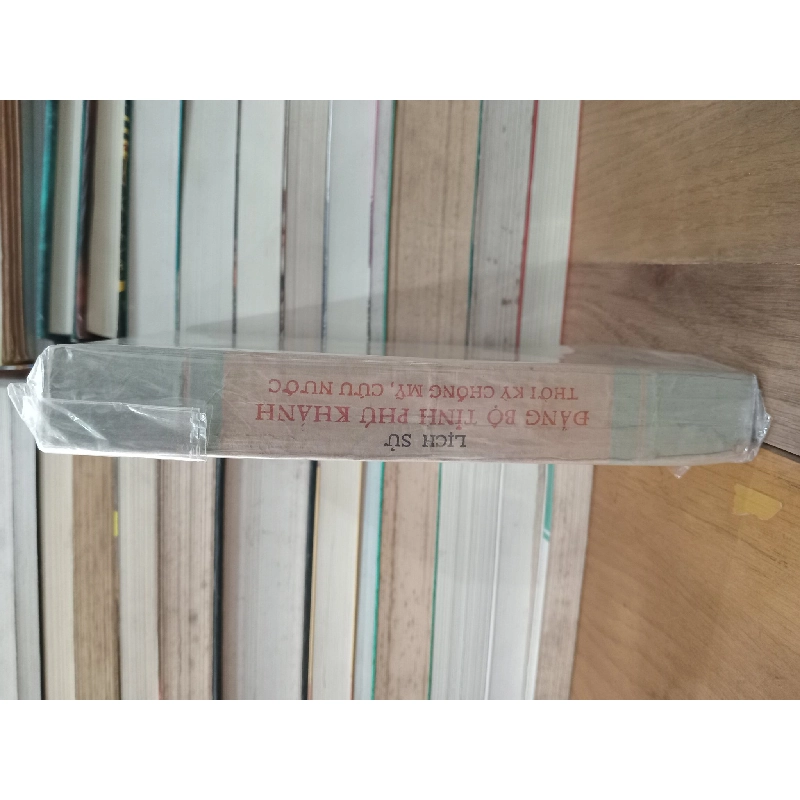 LỊCH SỬ
ĐẢNG BỘ TỈNH PHÚ KHÁNH
THỜI KỲ CHỐNG MỸ, CỨU NƯỚC